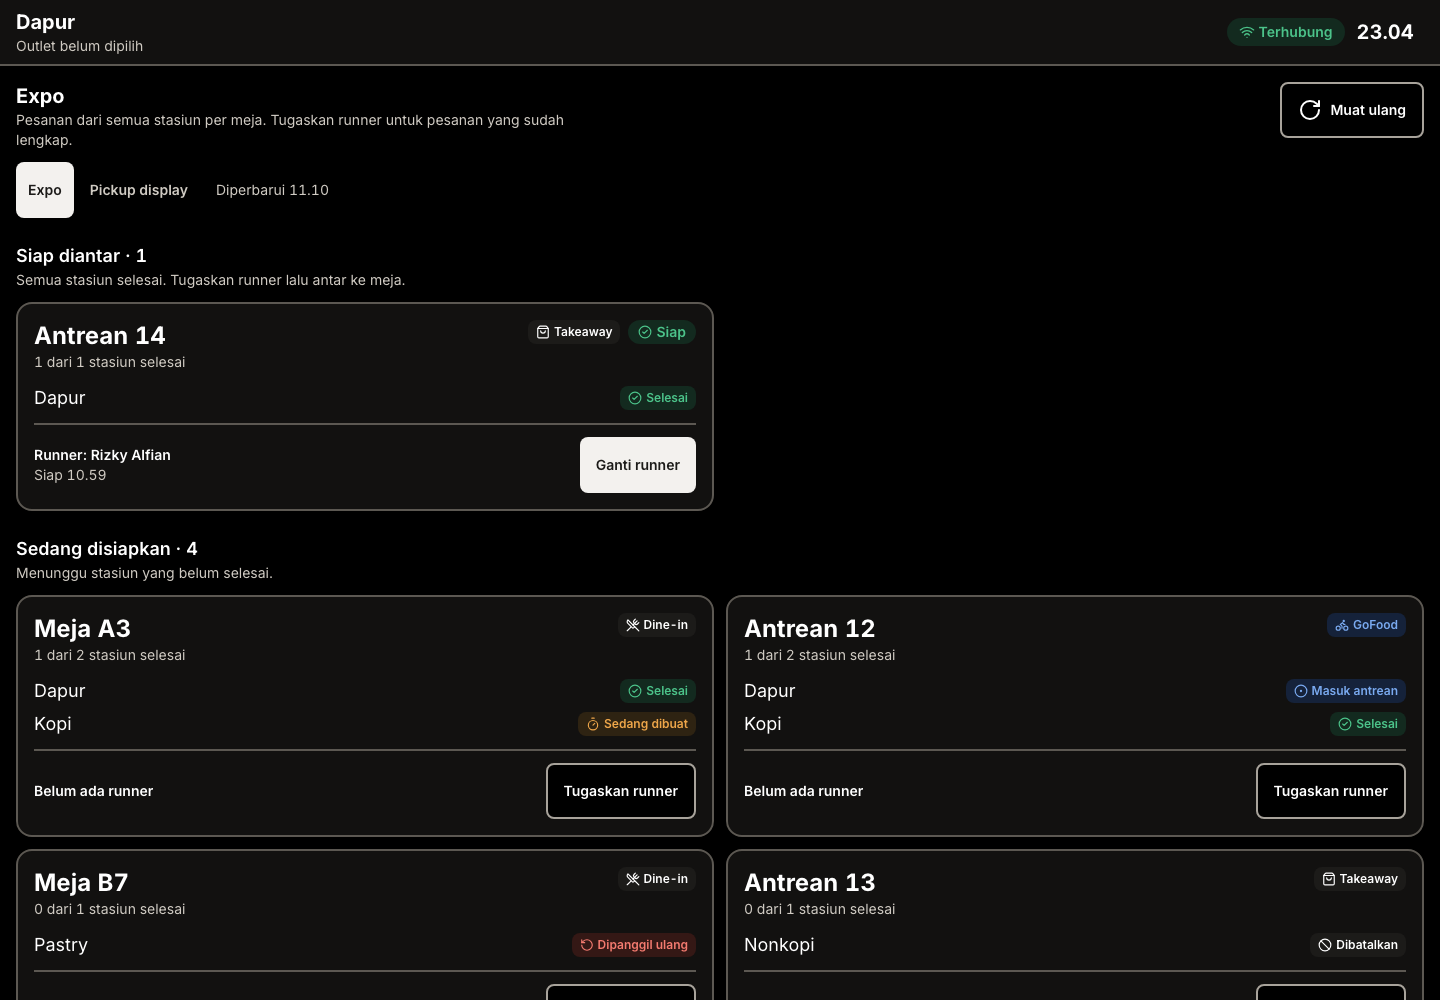 Dapur
Outlet belum dipilih
Terhubung
23.04
Expo
Pesanan dari semua stasiun per meja. Tugaskan runner untuk pesanan yang sudah
lengkap.
Muat ulang
Expo
Pickup display
Diperbarui 11.10
Siap diantar · 1
Semua stasiun selesai. Tugaskan runner lalu antar ke meja.
Antrean 14
Takeaway
Siap
1 dari 1 stasiun selesai
Dapur
Selesai
Runner: Rizky Alfian
Siap 10.59
Ganti runner
Sedang disiapkan · 4
Menunggu stasiun yang belum selesai.
Meja A3
Dine-in
1 dari 2 stasiun selesai
Dapur
Selesai
Kopi
Sedang dibuat
Belum ada runner
Tugaskan runner
Antrean 12
GoFood
1 dari 2 stasiun selesai
Dapur
Masuk antrean
Kopi
Selesai
Belum ada runner
Tugaskan runner
Meja B7
Dine-in
0 dari 1 stasiun selesai
Pastry
Dipanggil ulang
Antrean 13
Takeaway
0 dari 1 stasiun selesai
Nonkopi
Dibatalkan